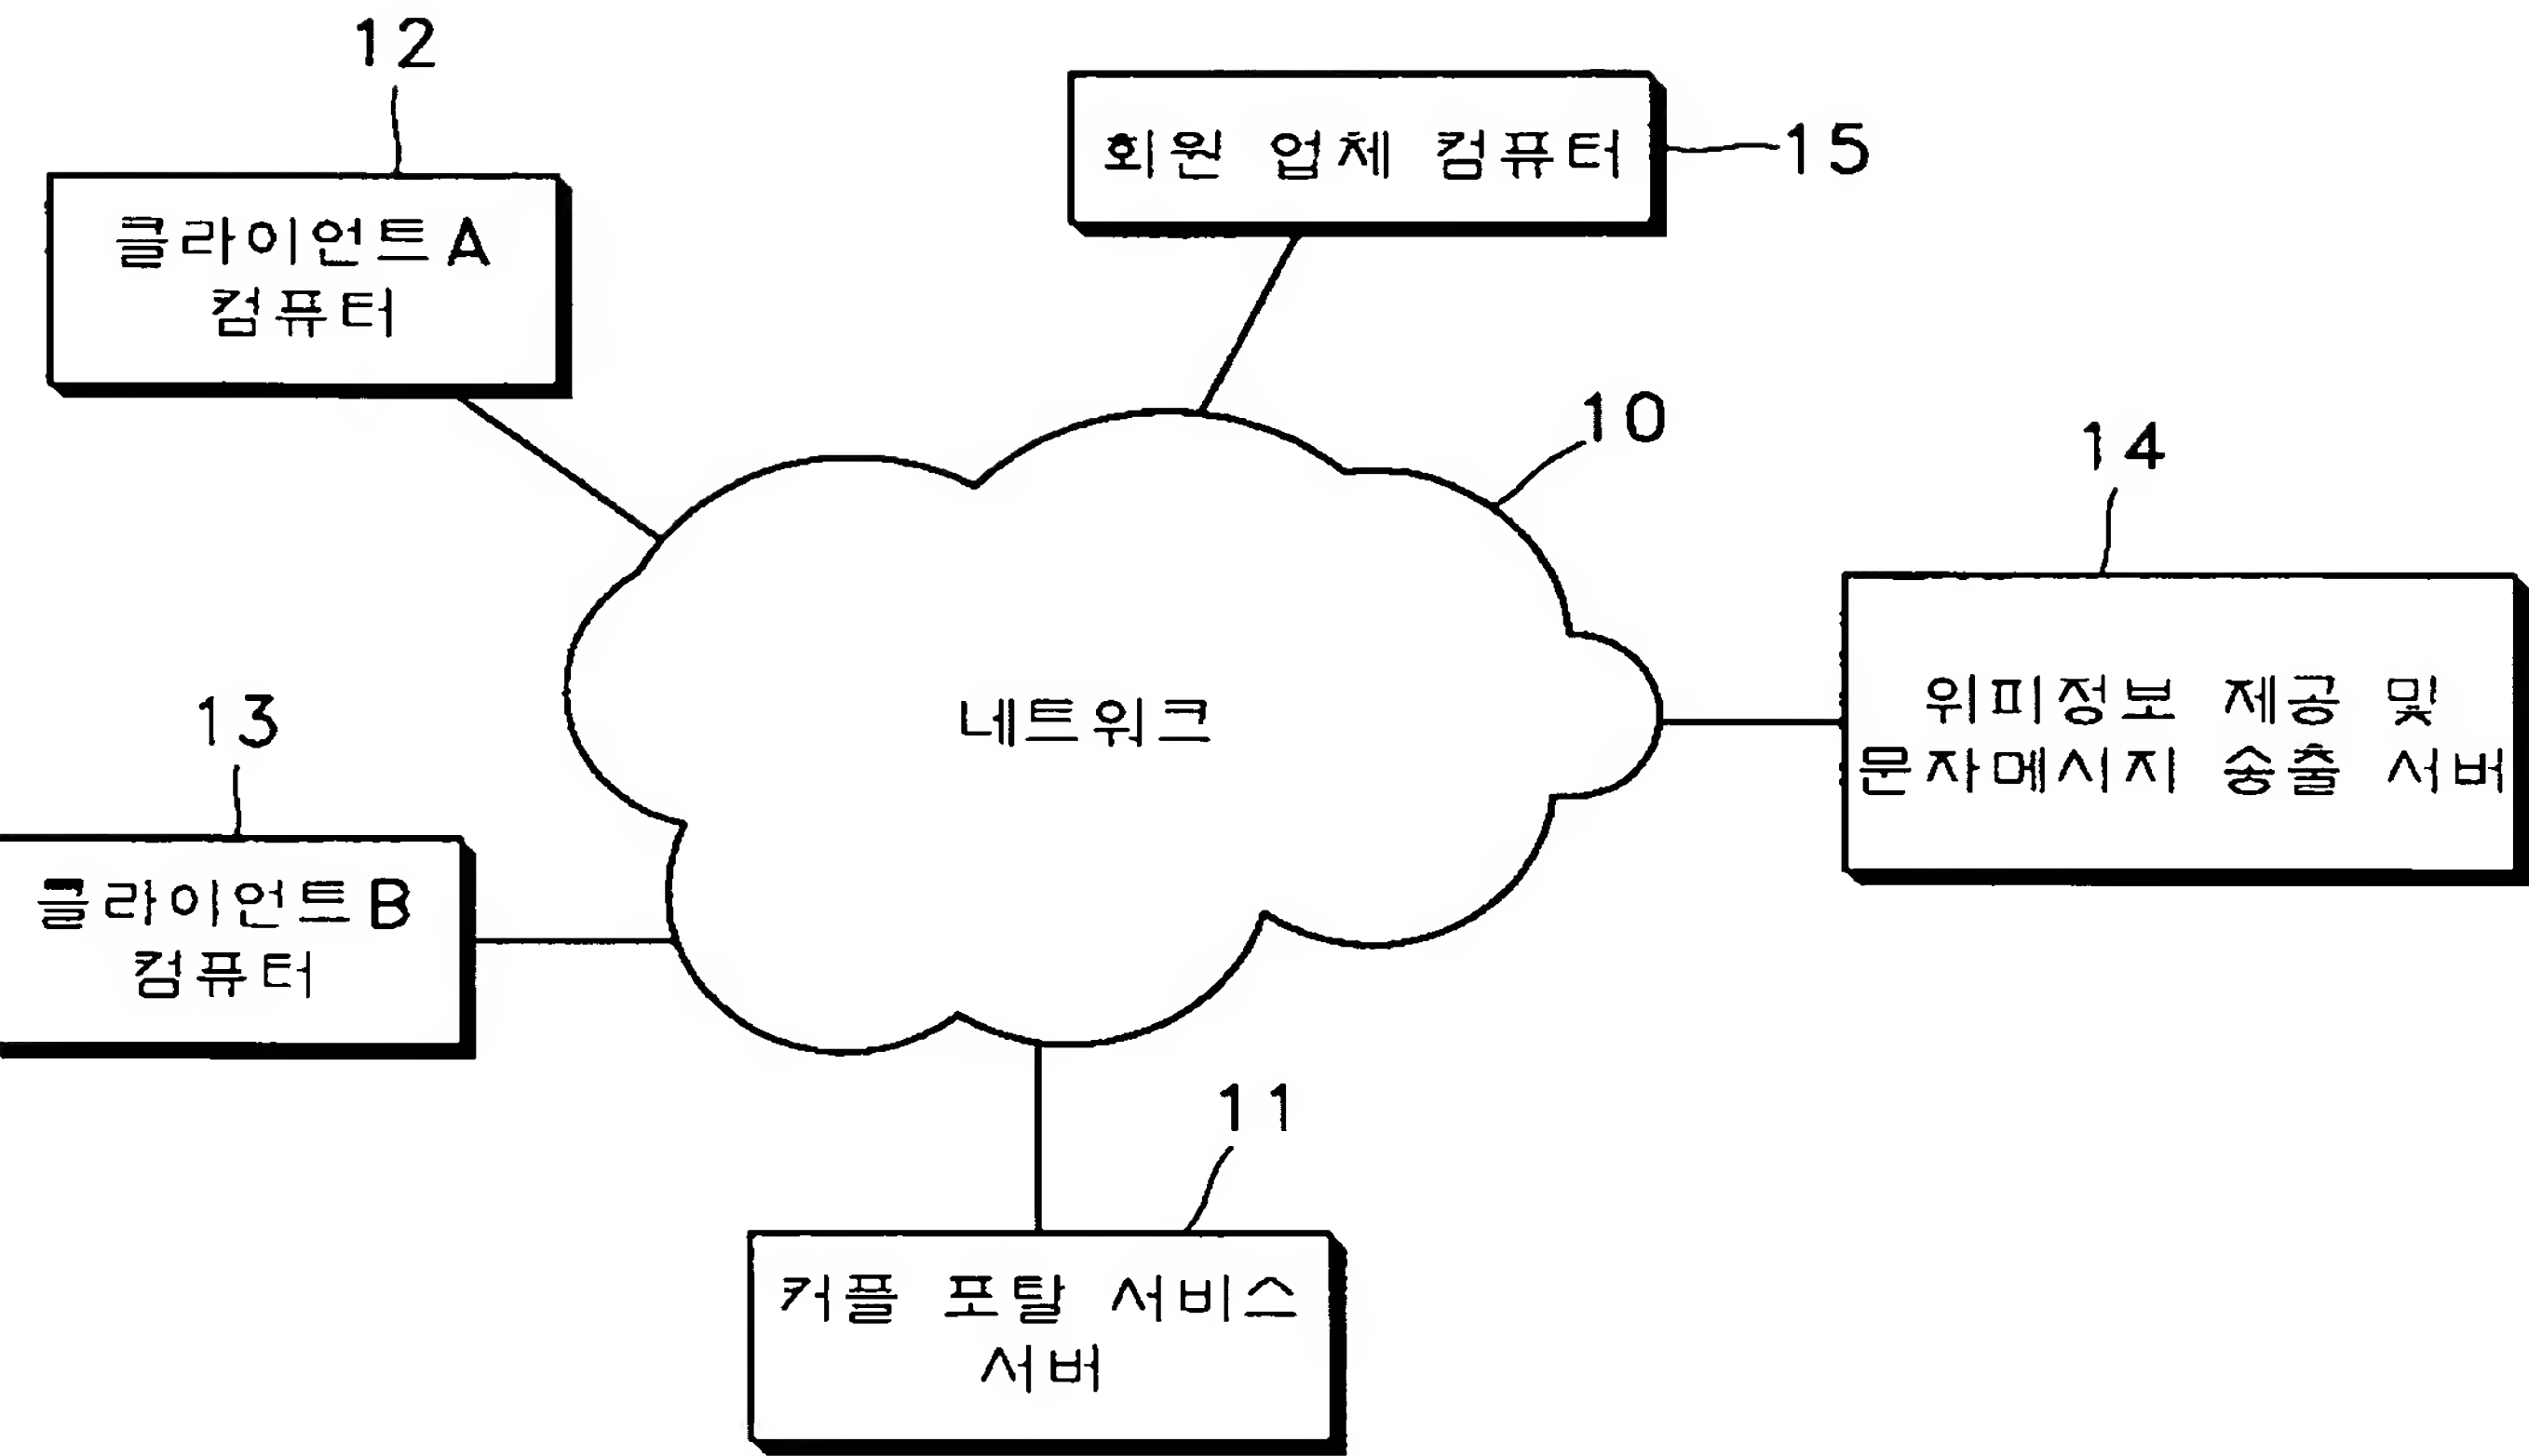 12
회원 업체 컴퓨터
15
클라이언트A
컴퓨터
10
14
위피정보 제공 및
문자메시지 송출 서버
네트워크
13
클라이언트B
컴퓨터
11
커플 포탈 서비스
서버